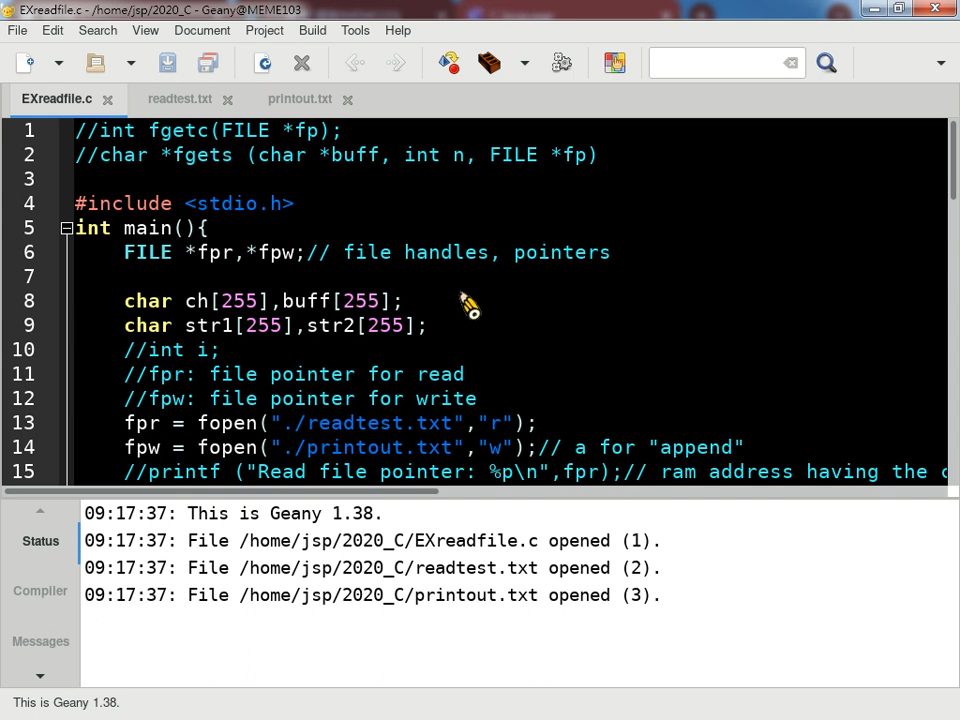 EXreadfile.c - /home/jsp/2020_C - Geany@MEME103
File Edit Search View Document Project Build Tools Help
EXreadfile.c readtest.txt printout.txt
1 //int fgetc(FILE *fp);
2 //char *fgets (char *buff, int n, FILE *fp)
3
4 #include <stdio.h>
5 int main(){
6 FILE *fpr,*fpw;// file handles, pointers
7
8 char ch[255],buff[255];
9 char str1[255],str2[255];
10 //int i;
11 //fpr: file pointer for read
12 //fpw: file pointer for write
13 fpr = fopen("./readtest.txt","r");
14 fpw = fopen("./printout.txt","w");// a for "append"
15 //printf ("Read file pointer: %p\n",fpr);// ram address having the
Status
Compiler
Messages
09:17:37: This is Geany 1.38.
09:17:37: File /home/jsp/2020_C/EXreadfile.c opened (1).
09:17:37: File /home/jsp/2020_C/readtest.txt opened (2).
09:17:37: File /home/jsp/2020_C/printout.txt opened (3).
This is Geany 1.38.